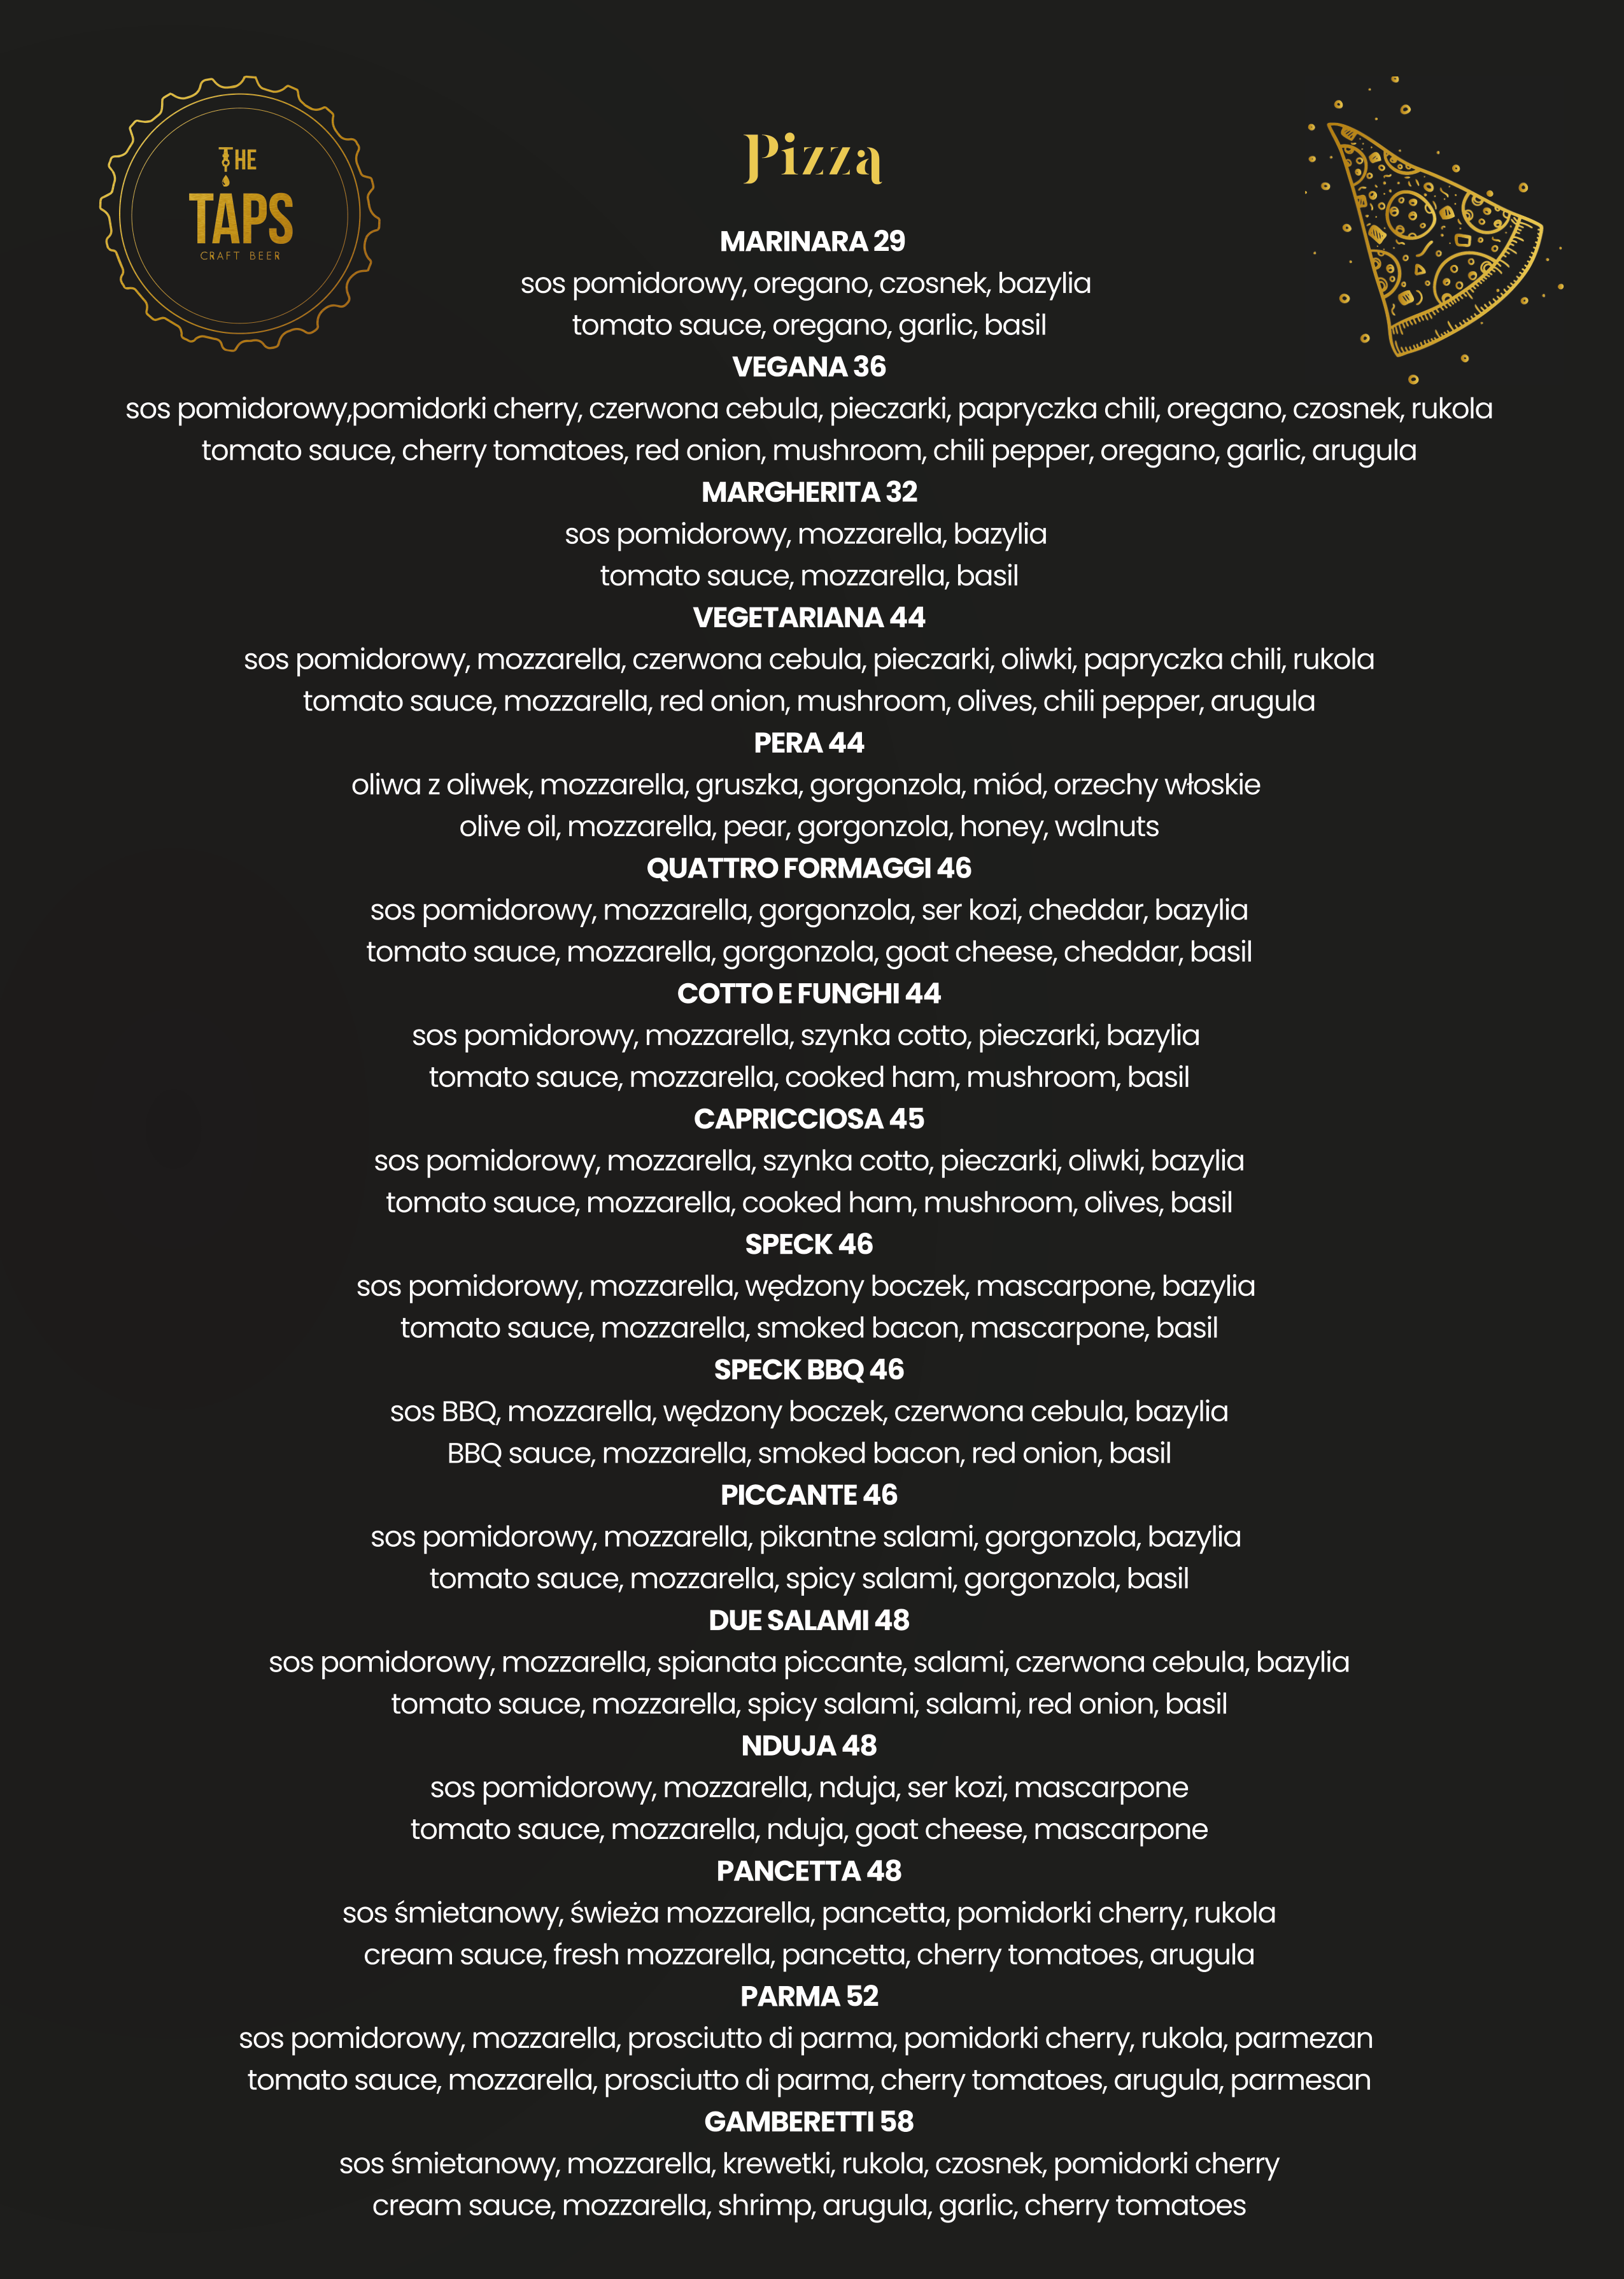 THE
TAPS
CRAFT BEER
Pizza
MARINARA 29
sos pomidorowy, oregano, czosnek, bazylia
tomato sauce, oregano, garlic, basil
VEGANA 36
sos pomidorowy,pomidorki cherry, czerwona cebula, pieczarki, papryczka chili, oregano, czosnek, rukola
tomato sauce, cherry tomatoes, red onion, mushroom, chili pepper, oregano, garlic, arugula
MARGHERITA 32
sos pomidorowy, mozzarella, bazylia
tomato sauce, mozzarella, basil
VEGETARIANA 44
sos pomidorowy, mozzarella, czerwona cebula, pieczarki, oliwki, papryczka chili, rukola
tomato sauce, mozzarella, red onion, mushroom, olives, chili pepper, arugula
PERA 44
oliwa z oliwek, mozzarella, gruszka, gorgonzola, miód, orzechy włoskie
olive oil, mozzarella, pear, gorgonzola, honey, walnuts
QUATTRO FORMAGGI 46
sos pomidorowy, mozzarella, gorgonzola, ser kozi, cheddar, bazylia
tomato sauce, mozzarella, gorgonzola, goat cheese, cheddar, basil
COTTO E FUNGHI 44
sos pomidorowy, mozzarella, szynka cotto, pieczarki, bazylia
tomato sauce, mozzarella, cooked ham, mushroom, basil
CAPRICCIOSA 45
sos pomidorowy, mozzarella, szynka cotto, pieczarki, oliwki, bazylia
tomato sauce, mozzarella, cooked ham, mushroom, olives, basil
SPECK 46
sos pomidorowy, mozzarella, wędzony boczek, mascarpone, bazylia
tomato sauce, mozzarella, smoked bacon, mascarpone, basil
SPECK BBQ 46
sos BBQ, mozzarella, wędzony boczek, czerwona cebula, bazylia
BBQ sauce, mozzarella, smoked bacon, red onion, basil
PICCANTE 46
sos pomidorowy, mozzarella, pikantne salami, gorgonzola, bazylia
tomato sauce, mozzarella, spicy salami, gorgonzola, basil
DUE SALAMI 48
sos pomidorowy, mozzarella, spianata piccante, salami, czerwona cebula, bazylia
tomato sauce, mozzarella, spicy salami, salami, red onion, basil
NDUJA 48
sos pomidorowy, mozzarella, nduja, ser kozi, mascarpone
tomato sauce, mozzarella, nduja, goat cheese, mascarpone
PANCETTA 48
sos śmietanowy, świeża mozzarella, pancetta, pomidorki cherry, rukola
cream sauce, fresh mozzarella, pancetta, cherry tomatoes, arugula
PARMA 52
sos pomidorowy, mozzarella, prosciutto di parma, pomidorki cherry, rukola, parmezan
tomato sauce, mozzarella, prosciutto di parma, cherry tomatoes, arugula, parmesan
GAMBERETTI 58
sos śmietanowy, mozzarella, krewetki, rukola, czosnek, pomidorki cherry
cream sauce, mozzarella, shrimp, arugula, garlic, cherry tomatoes